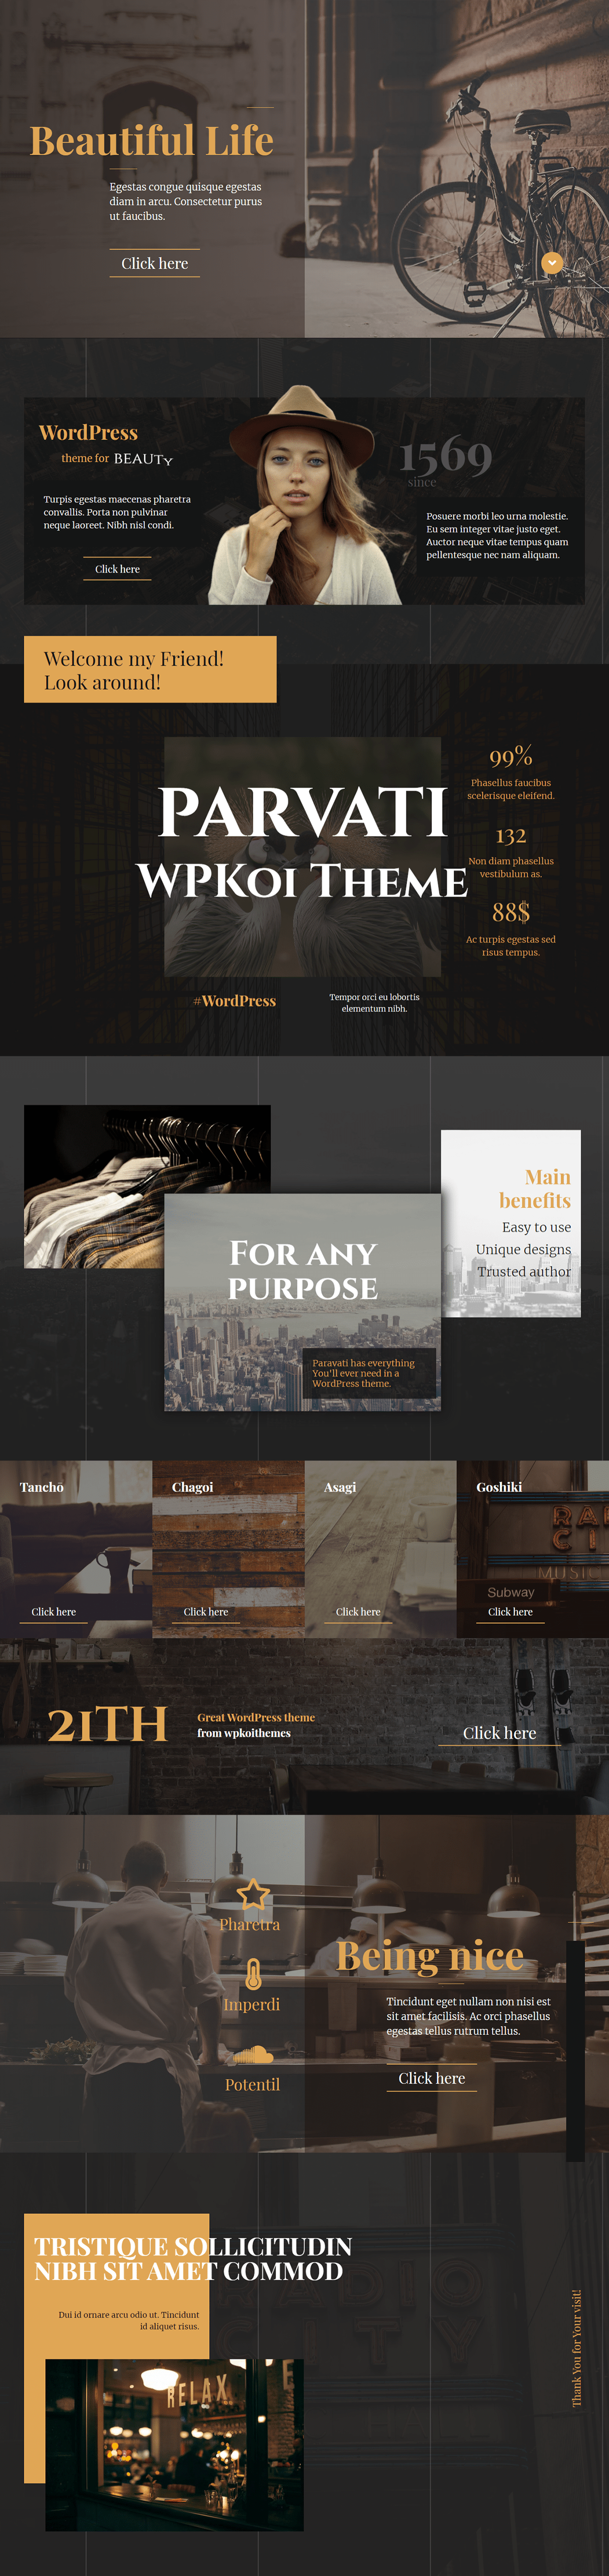 Beautiful Life
Egestas congue quisque egestas
diam in arcu. Consectetur purus
ut faucibus.
Click here
WordPress
theme for BEAUTY
Turpis egestas maecenas pharetra
convallis. Porta non pulvinar
neque laoreet. Nibh nisl condi.
Click here
1569
since
Posuere morbi leo urna molestie.
Eu sem integer vitae justo eget.
Auctor neque vitae tempus quam
pellentesque nec nam aliquam.
Welcome my Friend!
Look around!
PARVATI
WPKoi Theme
99%
Phasellus faucibus
scelerisque eleifend.
132
Non diam phasellus
vestibulum as.
88$
Ac turpis egestas sed
risus tempus.
#WordPress
Tempor orci eu lobortis
elementum nibh.
For any
purpose
Paravati has everything
You'll ever need in a
WordPress theme.
Main
benefits
Easy to use
Unique designs
Trusted author
Tancho
Click here
Chagoi
Click here
Asagi
Click here
Goshiki
MUSIC
Subway
Click here
21TH
Great WordPress theme
from wpkoithemes
Click here
Pharetra
Imperdi
Potentil
Being nice
Tincidunt eget nullam non nisi est
sit amet facilisis. Ac orci phasellus
egestas tellus rutrum tellus.
Click here
TRISTIQUE SOLLICITUDIN
NIBH SIT AMET COMMOD
Dui id ornare arcu odio ut. Tincidunt
id aliquet risus.
RELAX
Thank You for Your visit!